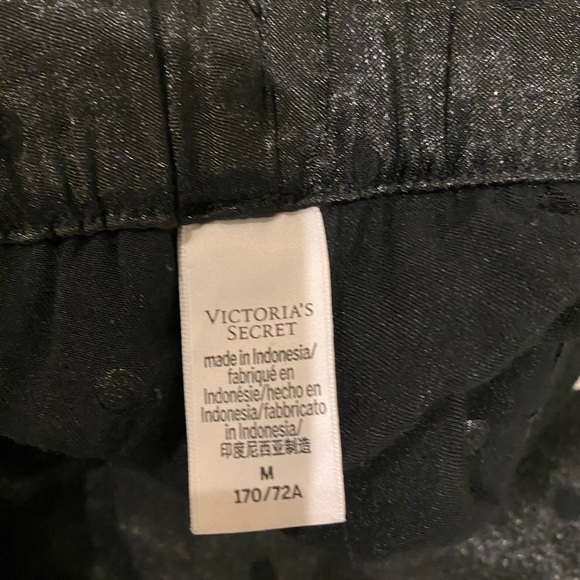 VICTORIA'S
SECRET
made in Indonesia/
fabriqué en
Indonésie/hecho en
Indonesia/fabbricato
in Indonesia/
印度尼西亚制造
M
170/72A